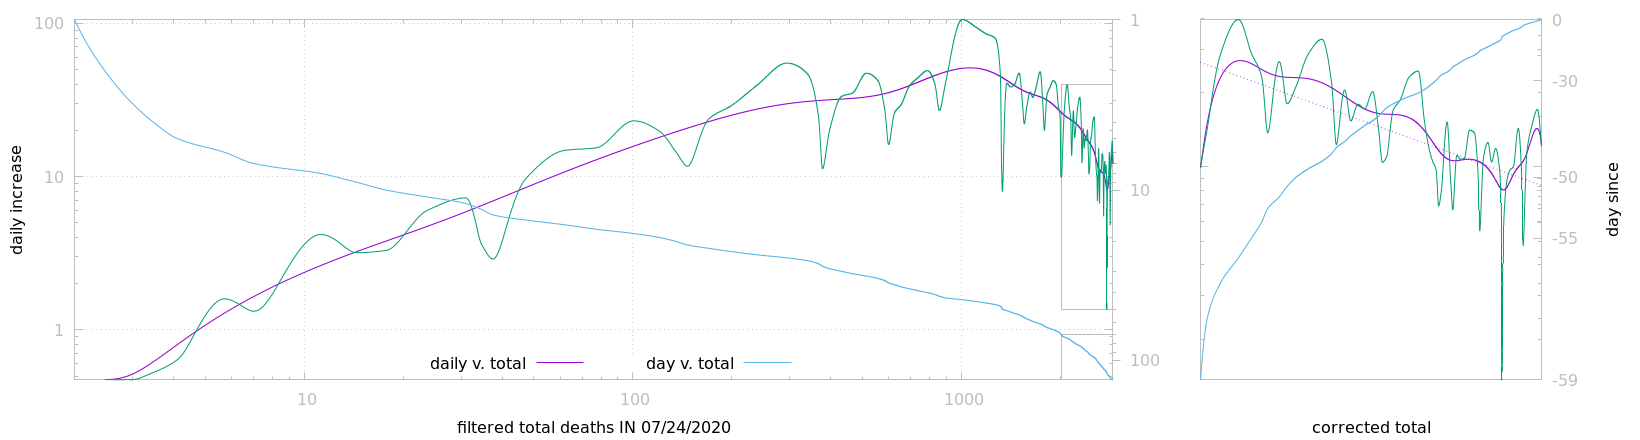 100
10
1
daily increase
daily v. total
day v. total
10
100
1000
filtered total deaths IN 07/24/2020
1
10
100
0
-30
-50
-55
-59
day since
corrected total